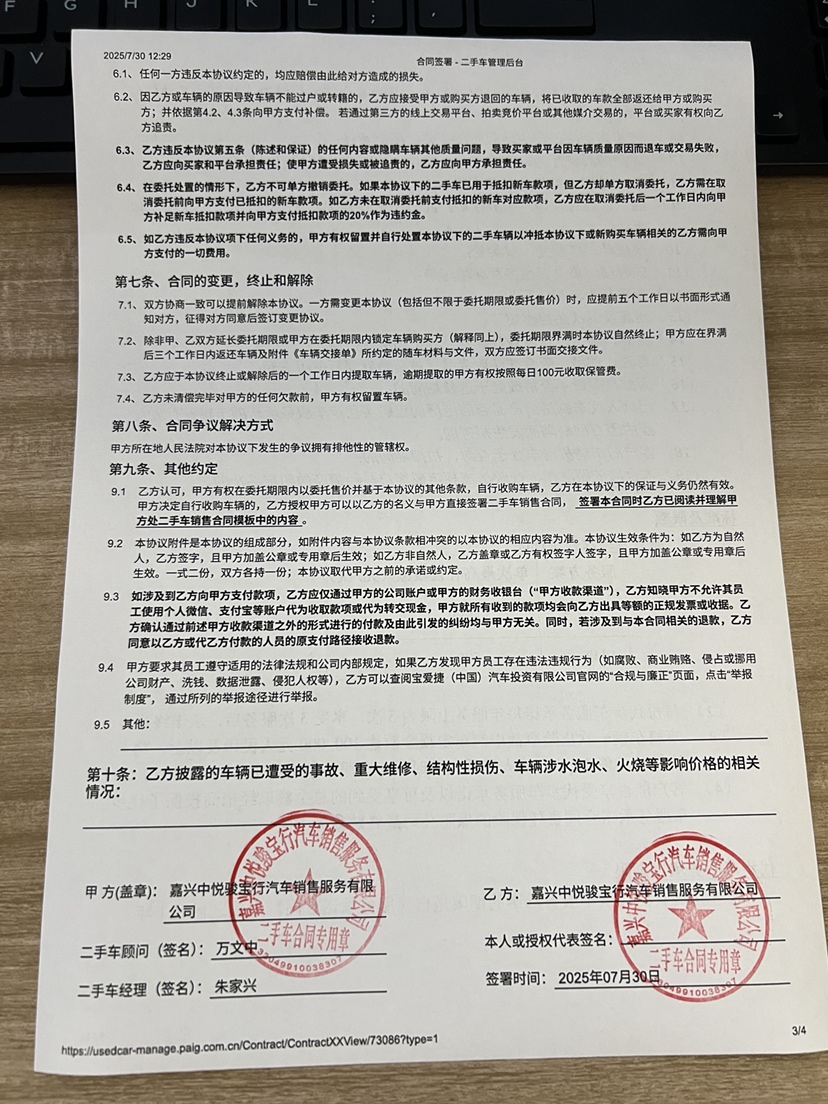 F
G
H
J
K
L
:
;
V
B
N
M
2025/7/30 12:29
合同签署 - 二手车管理后台
6.1、任何一方违反本协议约定的，均应赔偿由此给对方造成的损失。
6.2、因乙方或车辆的原因导致车辆不能过户或转籍的，乙方应接受甲方或购买方退回的车辆，将已收取的车款全部返还给甲方或购买
方；并依据第4.2、4.3条向甲方支付补偿。 若通过第三方的线上交易平台、拍卖竞价平台或其他媒介交易的，平台或买家有权向乙
方追责。
6.3、乙方违反本协议第五条（陈述和保证）的任何内容或隐瞒车辆其他质量问题，导致买家或平台因车辆质量原因而退车或交易失败，
乙方应向买家和平台承担责任；使甲方遭受损失或被追责的，乙方应向甲方承担责任。
6.4、在委托处置的情形下，乙方不可单方撤销委托。如果本协议下的二手车已用于抵扣新车款项，但乙方却单方取消委托，乙方需在取
消委托前向甲方支付已抵扣的新车款项。如乙方未在取消委托前支付抵扣的新车对应款项，乙方应在取消委托后一个工作日内向甲
方补足新车抵扣款项并向甲方支付抵扣款项的20%作为违约金。
6.5、如乙方违反本协议项下任何义务的，甲方有权留置并自行处置本协议下的二手车辆以冲抵本协议下或新购买车辆相关的乙方需向甲
方支付的一切费用。
第七条、合同的变更，终止和解除
7.1、双方协商一致可以提前解除本协议。一方需变更本协议（包括但不限于委托期限或委托售价）时，应提前五个工作日以书面形式通
知对方，征得对方同意后签订变更协议。
7.2、除非甲、乙双方延长委托期限或甲方在委托期限内锁定车辆购买方（解释同上），委托期限界满时本协议自然终止；甲方应在界满
后三个工作日内返还车辆及附件《车辆交接单》所约定的随车材料与文件，双方应签订书面交接文件。
7.3、乙方应于本协议终止或解除后的一个工作日内提取车辆，逾期提取的甲方有权按照每日100元收取保管费。
7.4、乙方未清偿完毕对甲方的任何欠款前，甲方有权留置车辆。
第八条、合同争议解决方式
甲方所在地人民法院对本协议下发生的争议拥有排他性的管辖权。
第九条、其他约定
9.1 乙方认可，甲方有权在委托期限内以委托售价并基于本协议的其他条款，自行收购车辆，乙方在本协议下的保证与义务仍然有效。
甲方决定自行收购车辆的，乙方授权甲方可以以乙方的名义与甲方直接签署二手车销售合同， 签署本合同时乙方已阅读并理解甲
方处二手车销售合同模板中的内容 。
9.2 本协议附件是本协议的组成部分，如附件内容与本协议条款相冲突的以本协议的相应内容为准。本协议生效条件为：如乙方为自然
人，乙方签字，且甲方加盖公章或专用章后生效；如乙方非自然人，乙方盖章或乙方有权签字人签字，且甲方加盖公章或专用章后
生效。一式二份，双方各持一份；本协议取代甲方之前的承诺或约定。
9.3 如涉及到乙方向甲方支付款项，乙方应仅通过甲方的公司账户或甲方的财务收银台（“甲方收款渠道”），乙方知晓甲方不允许其员
工使用个人微信、支付宝等账户代为收取款项或代为转交现金，甲方就所有收到的款项均会向乙方出具等额的正规发票或收据。乙
方确认通过前述甲方收款渠道之外的形式进行的付款及由此引发的纠纷均与甲方无关。同时，若涉及到与本合同相关的退款，乙方
同意以乙方或代乙方付款的人员的原支付路径接收退款。
9.4 甲方要求其员工遵守适用的法律法规和公司内部规定，如果乙方发现甲方员工存在违法违规行为（如腐败、商业贿赂、侵占或挪用
公司财产、洗钱、数据泄露、侵犯人权等），乙方可以查阅宝爱捷（中国）汽车投资有限公司官网的“合规与廉正”页面，点击“举报
制度”， 通过所列的举报途径进行举报。
9.5 其他：
第十条：乙方披露的车辆已遭受的事故、重大维修、结构性损伤、车辆涉水泡水、火烧等影响价格的相关
情况：
甲 方(盖章)： 嘉兴中悦骏宝行汽车销售服务有限
公司
乙 方： 嘉兴中悦骏宝行汽车销售服务有限公司
二手车顾问（签名）： 万文中
本人或授权代表签名：
二手车经理（签名）： 朱家兴
签署时间： 2025年07月30日
嘉兴中悦骏宝行汽车销售服务有限公司
二手车合同专用章
33049910038307
嘉兴中悦骏宝行汽车销售服务有限公司
二手车合同专用章
33049910038307
https://usedcar-manage.paig.com.cn/Contract/ContractXXView/73086?type=1
3/4